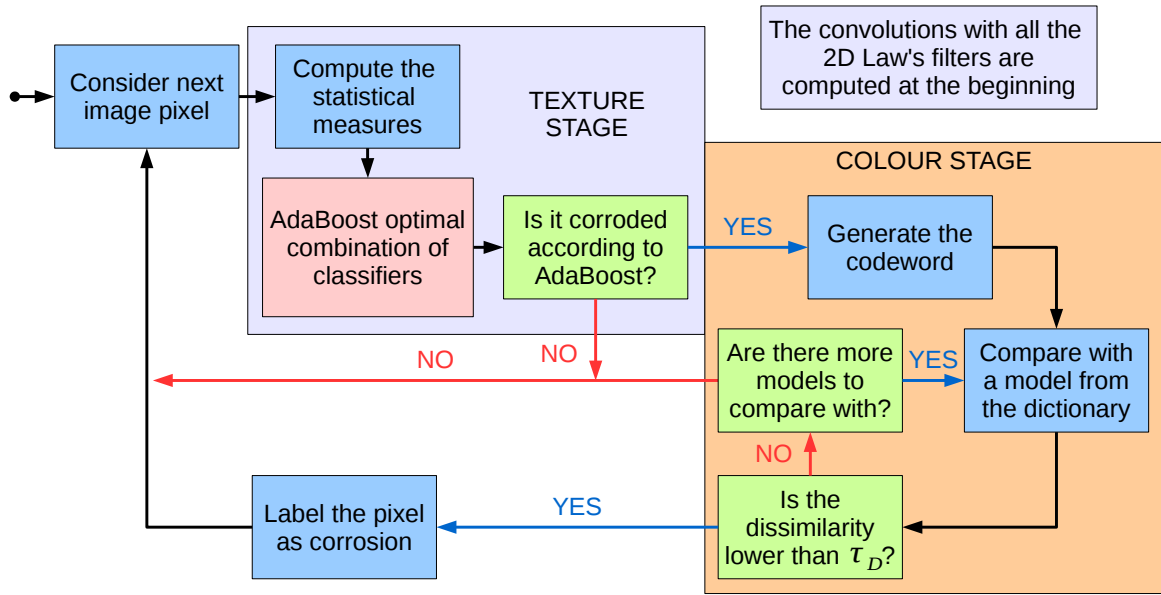 Consider next
image pixel
Compute the
statistical
measures
TEXTURE
STAGE
The convolutions with all the
2D Law's filters are
computed at the beginning
COLOUR STAGE
AdaBoost optimal
combination of
classifiers
Is it corroded
according to
AdaBoost?
YES
Generate the
codeword
NO
NO
Are there more
models to
compare with?
YES
Compare with
a model from
the dictionary
NO
Label the pixel
as corrosion
YES
Is the
dissimilarity
lower than τ_D?